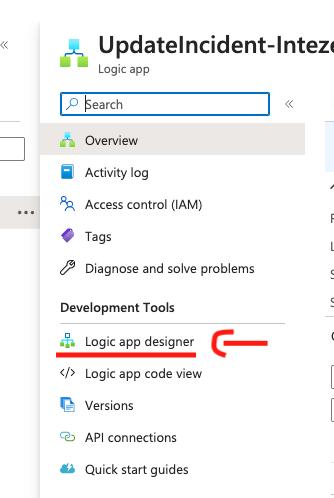 UpdateIncident-Inteze
Logic app
Search
Overview
Activity log
Access control (IAM)
Tags
Diagnose and solve problems
Development Tools
Logic app designer
Logic app code view
Versions
API connections
Quick start guides